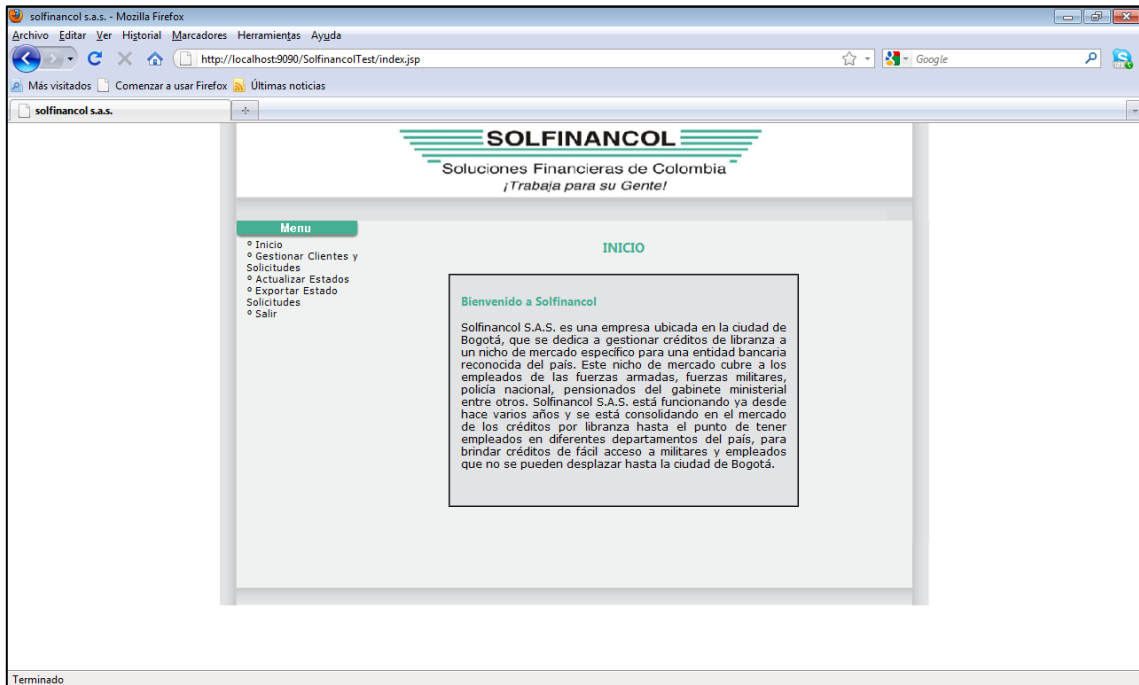 solfinancol s.a.s. - Mozilla Firefox
Archivo Editar Ver Historial Marcadores Herramientas Ayuda
http://localhost:9090/SolfinancolTest/index.jsp
Google
Más visitados Comenzar a usar Firefox Últimas noticias
solfinancol s.a.s.
SOLFINANCOL
Soluciones Financieras de Colombia
¡Trabaja para su Gente!
Menu
º Inicio
º Gestionar Clientes y
Solicitudes
º Actualizar Estados
º Exportar Estado
Solicitudes
º Salir
INICIO
Bienvenido a Solfinancol
Solfinancol S.A.S. es una empresa ubicada en la ciudad de
Bogotá, que se dedica a gestionar créditos de libranza a
un nicho de mercado específico para una entidad bancaria
reconocida del país. Este nicho de mercado cubre a los
empleados de las fuerzas armadas, fuerzas militares,
policía nacional, pensionados del gabinete ministerial
entre otros. Solfinancol S.A.S. está funcionando ya desde
hace varios años y se está consolidando en el mercado
de los créditos por libranza hasta el punto de tener
empleados en diferentes departamentos del país, para
brindar créditos de fácil acceso a militares y empleados
que no se pueden desplazar hasta la ciudad de Bogotá.
Terminado